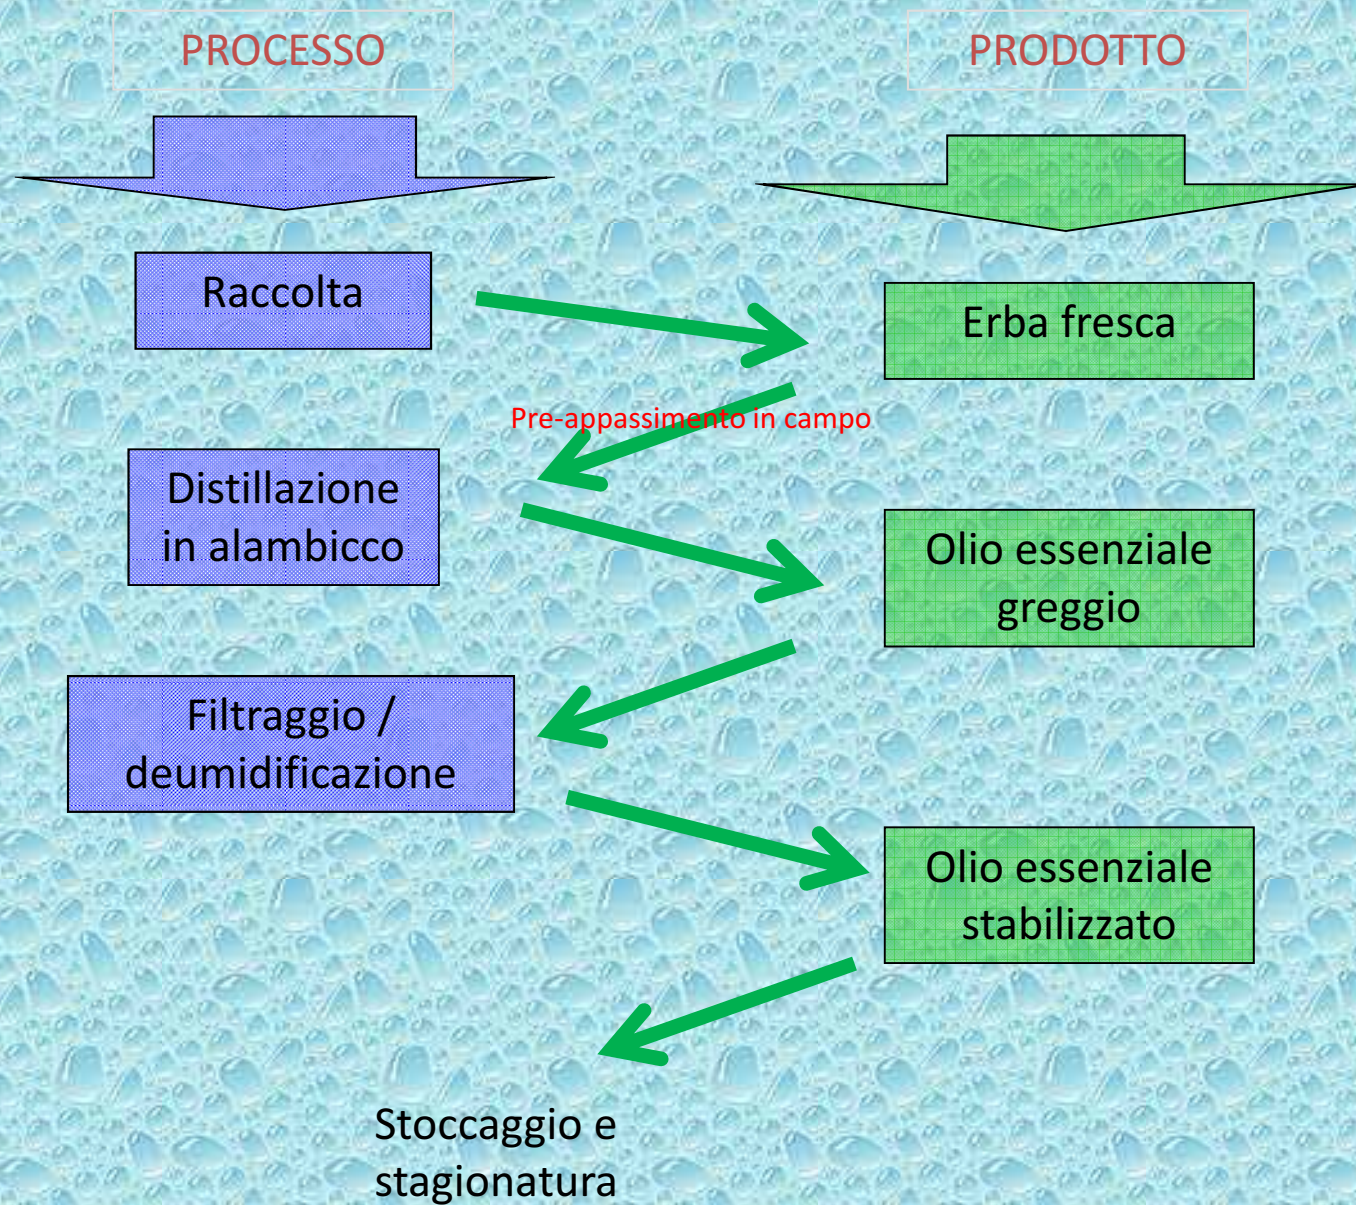 PROCESSO
PRODOTTO
Raccolta
Erba fresca
Pre-appassimento in campo
Distillazione
in alambicco
Olio essenziale
greggio
Filtraggio /
deumidificazione
Olio essenziale
stabilizzato
Stoccaggio e
stagionatura